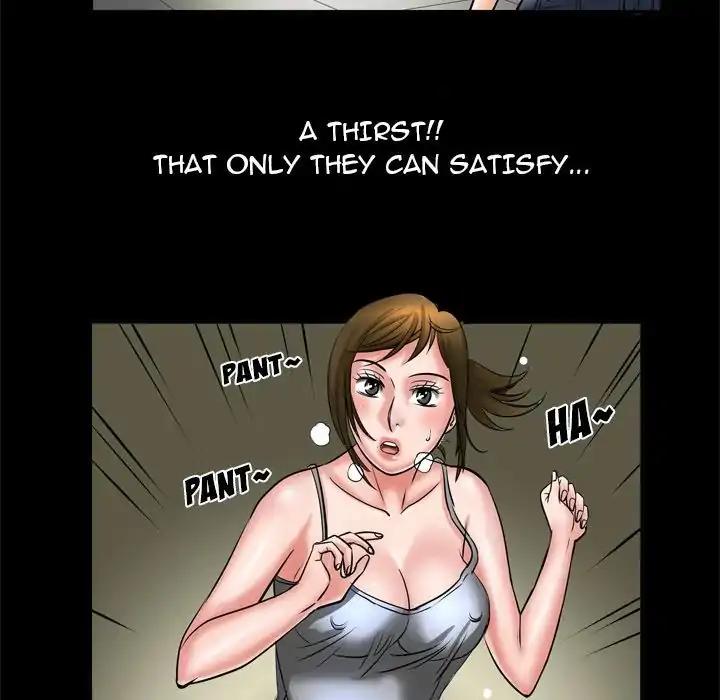 A THIRST!!
THAT ONLY THEY CAN SATISFY...
PANT~
HA~
PANT~